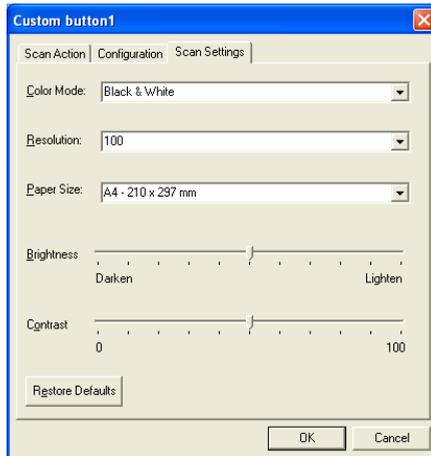 Custom button1
Scan Action Configuration Scan Settings
Color Mode: Black & White
Resolution: 100
Paper Size: A4 - 210 x 297 mm
Brightness
Darken Lighten
Contrast
0 100
Restore Defaults
OK Cancel